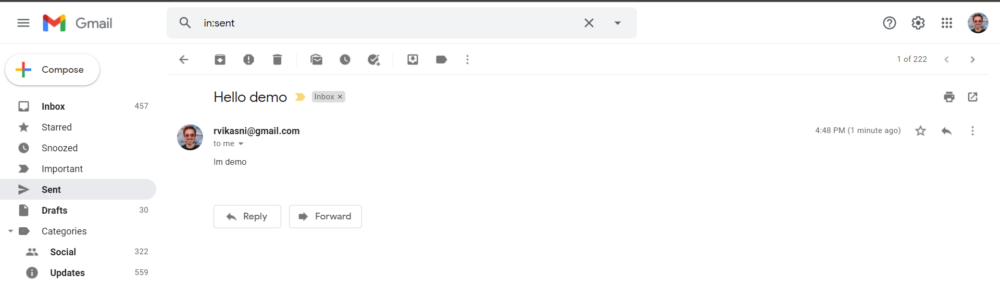 Gmail
in:sent
Compose
1 of 222
Inbox 457
Starred
Snoozed
Important
Sent
Drafts 30
Categories
Social 322
Updates 559
Hello demo Inbox ×
rvikasni@gmail.com 4:48 PM (1 minute ago)
to me
Im demo
Reply Forward